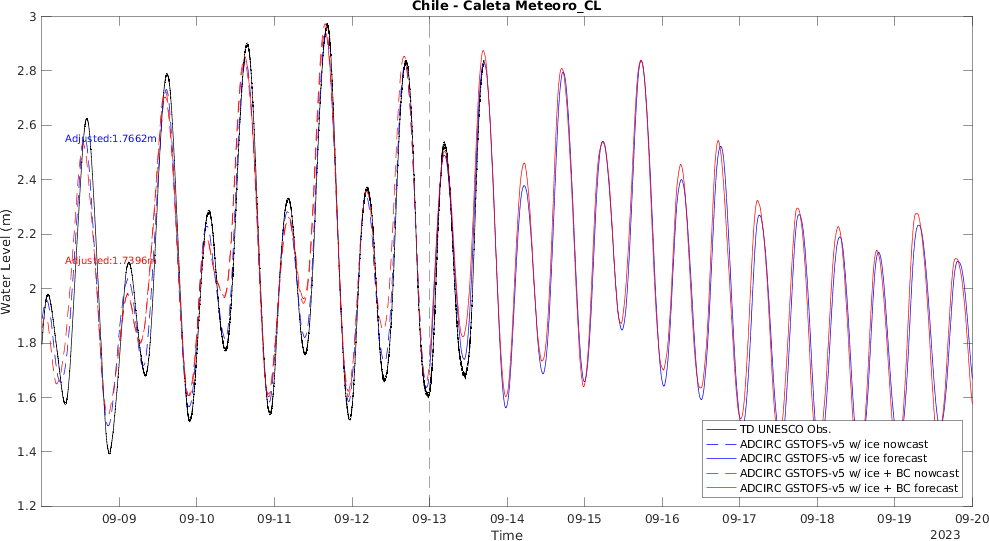 Chile - Caleta Meteoro_CL
3
2.8
2.6
2.4
2.2
2
1.8
1.6
1.4
1.2
Water Level (m)
Adjusted:1.7662m
Adjusted:1.7396m
TD UNESCO Obs.
ADCIRC GSTOFS-v5 w/ ice nowcast
ADCIRC GSTOFS-v5 w/ ice forecast
ADCIRC GSTOFS-v5 w/ ice + BC nowcast
ADCIRC GSTOFS-v5 w/ ice + BC forecast
09-09 09-10 09-11 09-12 09-13 09-14 09-15 09-16 09-17 09-18 09-19 09-20
Time
2023